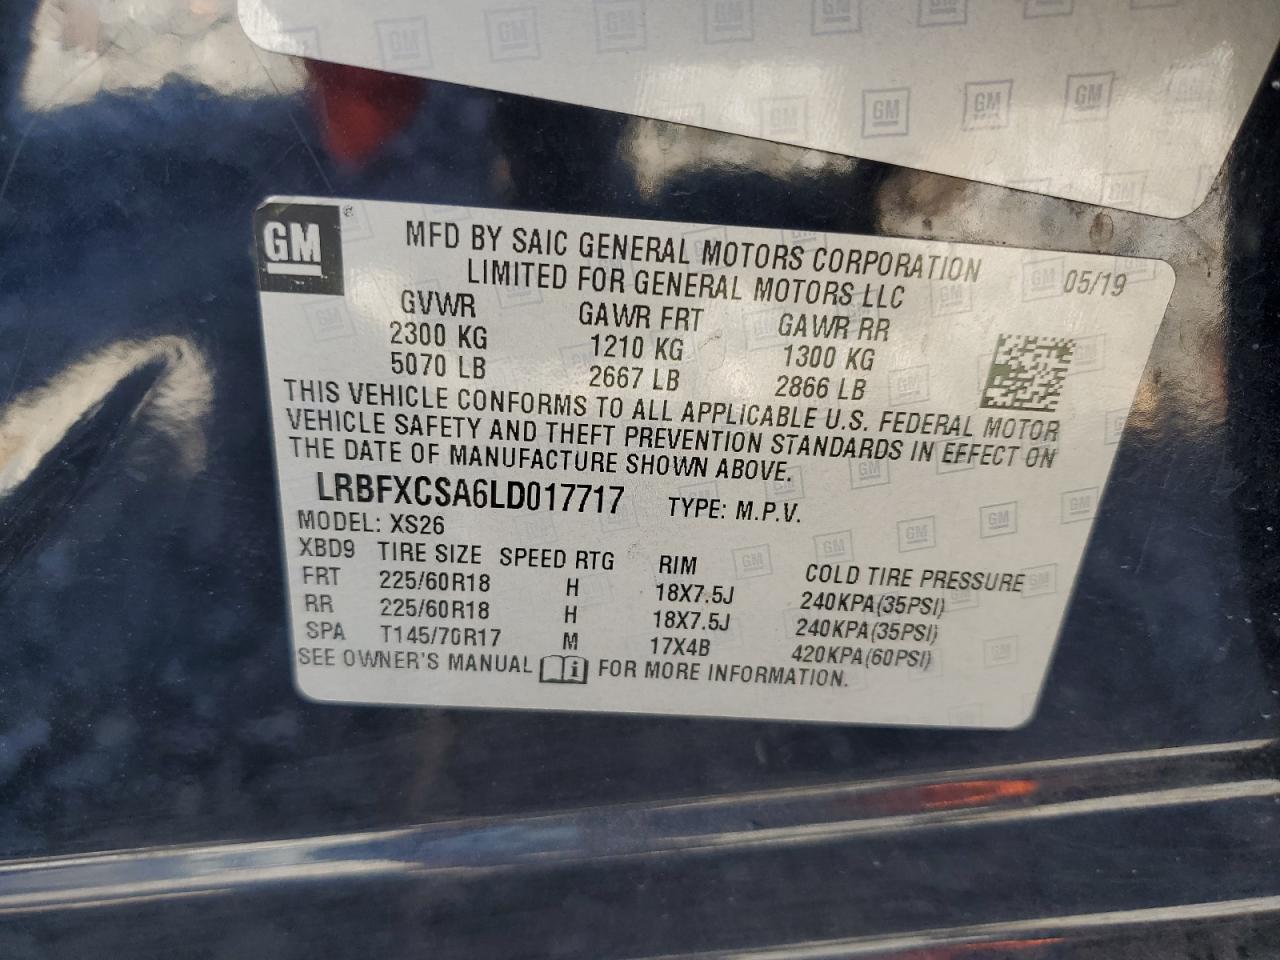 GM ®
MFD BY SAIC GENERAL MOTORS CORPORATION
LIMITED FOR GENERAL MOTORS LLC
05/19
GVWR GAWR FRT GAWR RR
2300 KG 1210 KG 1300 KG
5070 LB 2667 LB 2866 LB
THIS VEHICLE CONFORMS TO ALL APPLICABLE U.S. FEDERAL MOTOR
VEHICLE SAFETY AND THEFT PREVENTION STANDARDS IN EFFECT ON
THE DATE OF MANUFACTURE SHOWN ABOVE.
LRBFXCSA6LD017717 TYPE: M.P.V.
MODEL: XS26
XBD9 TIRE SIZE SPEED RTG RIM COLD TIRE PRESSURE
FRT 225/60R18 H 18X7.5J 240KPA(35PSI)
RR 225/60R18 H 18X7.5J 240KPA(35PSI)
SPA T145/70R17 M 17X4B 420KPA(60PSI)
SEE OWNER'S MANUAL FOR MORE INFORMATION.